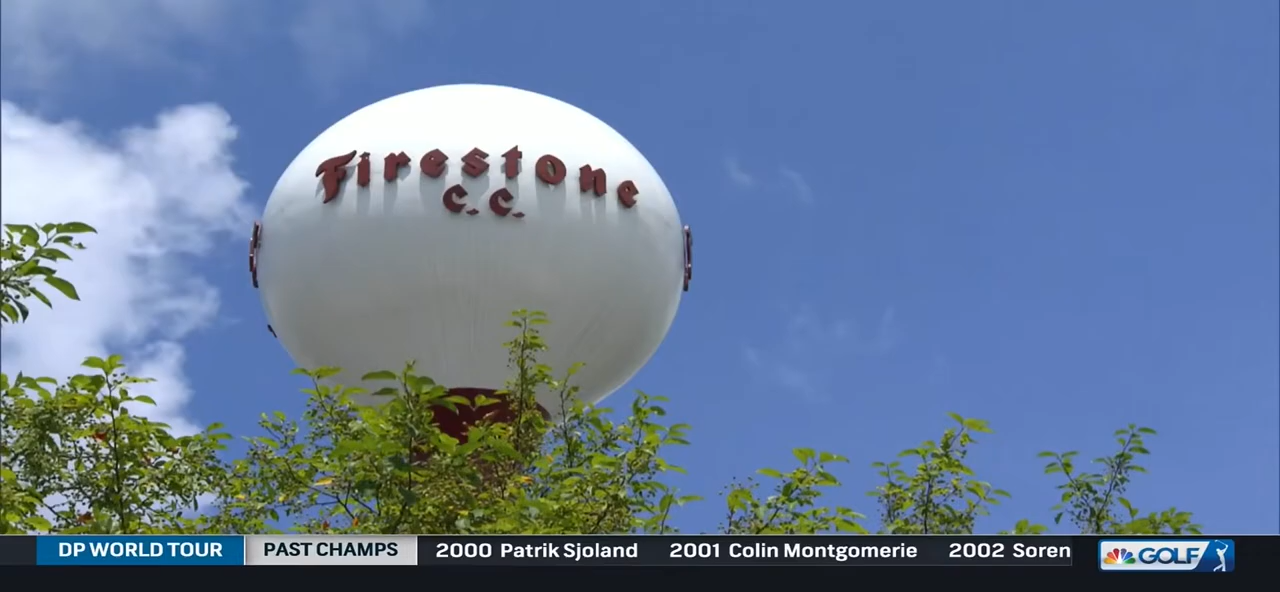 Firestone
C.C.
DP WORLD TOUR PAST CHAMPS 2000 Patrik Sjoland 2001 Colin Montgomerie 2002 Soren GOLF